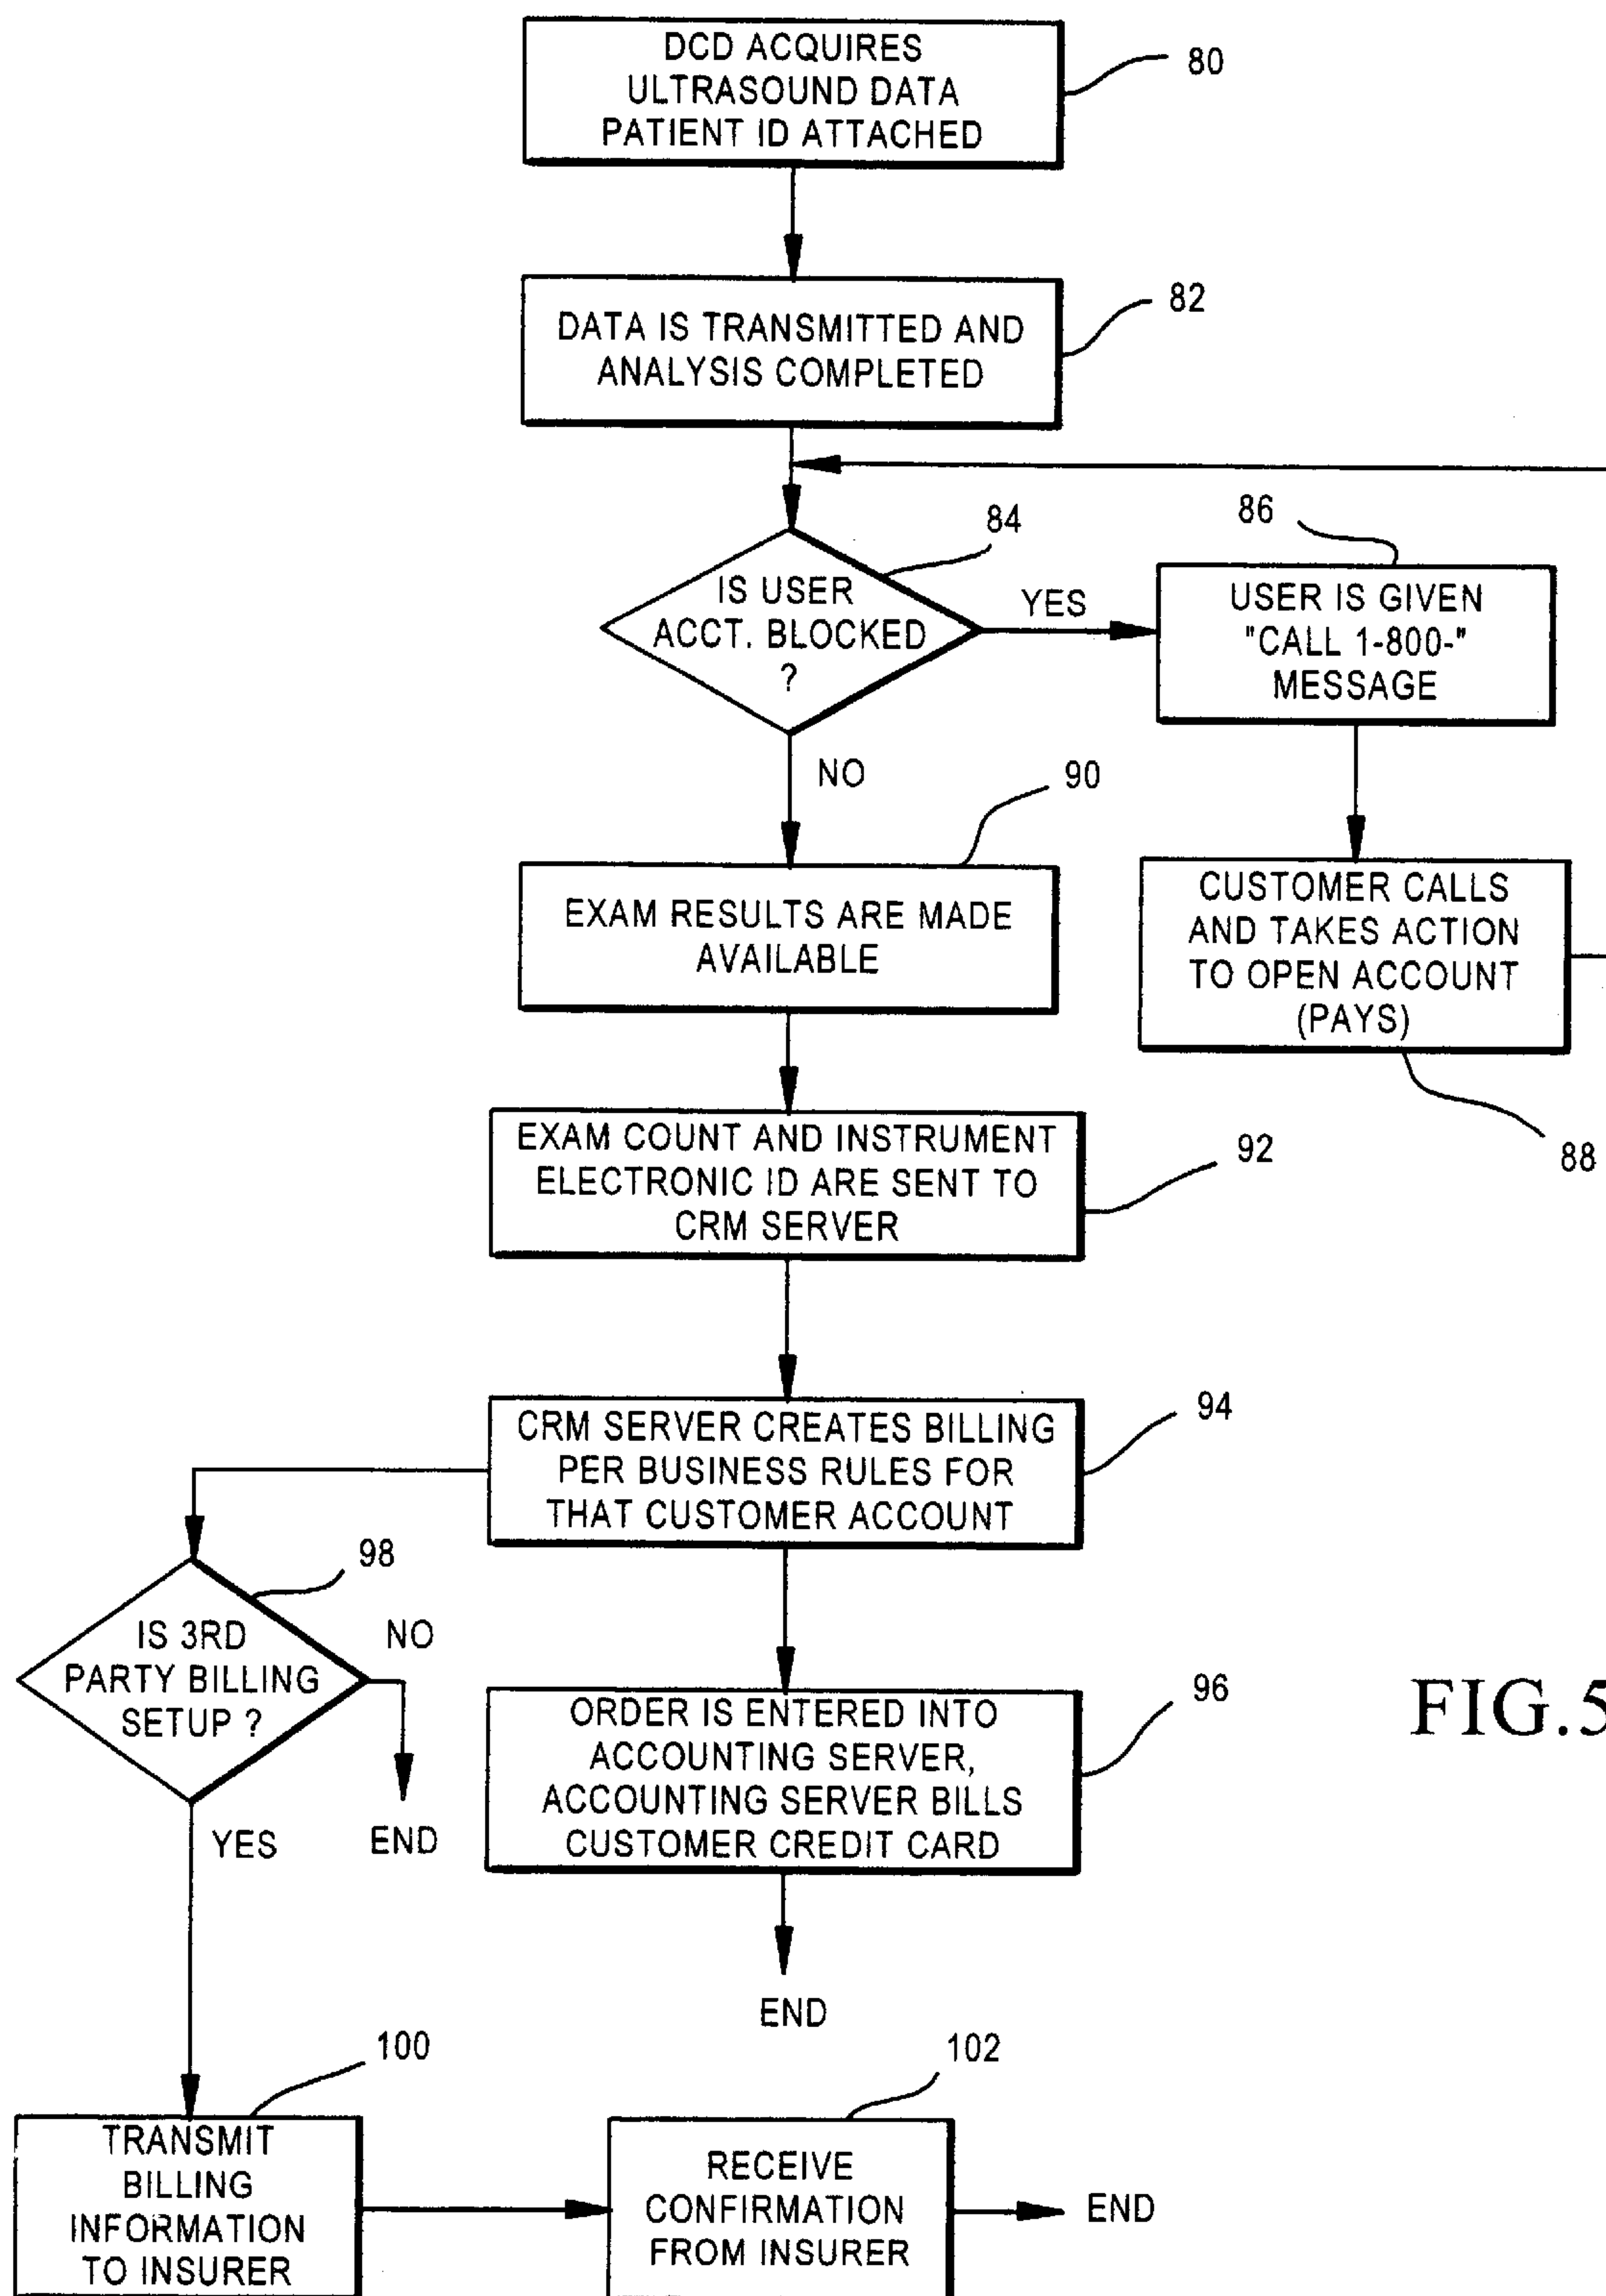 DCD ACQUIRES
ULTRASOUND DATA
PATIENT ID ATTACHED
80
DATA IS TRANSMITTED AND
ANALYSIS COMPLETED
82
IS USER
ACCT. BLOCKED
?
84
YES
USER IS GIVEN
"CALL 1-800-"
MESSAGE
86
NO
CUSTOMER CALLS
AND TAKES ACTION
TO OPEN ACCOUNT
(PAYS)
88
EXAM RESULTS ARE MADE
AVAILABLE
90
EXAM COUNT AND INSTRUMENT
ELECTRONIC ID ARE SENT TO
CRM SERVER
92
CRM SERVER CREATES BILLING
PER BUSINESS RULES FOR
THAT CUSTOMER ACCOUNT
94
IS 3RD
PARTY BILLING
SETUP ?
98
NO
END
YES
ORDER IS ENTERED INTO
ACCOUNTING SERVER,
ACCOUNTING SERVER BILLS
CUSTOMER CREDIT CARD
96
END
FIG.5
TRANSMIT
BILLING
INFORMATION
TO INSURER
100
RECEIVE
CONFIRMATION
FROM INSURER
102
END